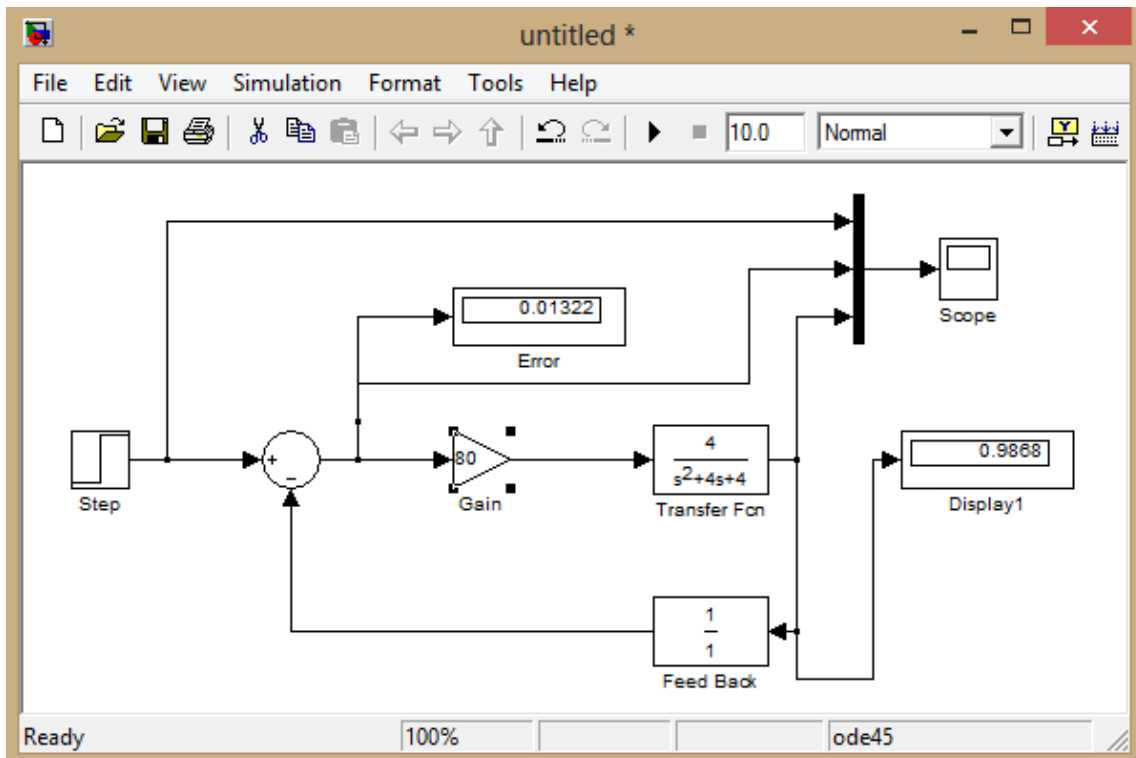 untitled *
File Edit View Simulation Format Tools Help
10.0 Normal
0.01322
Error
Scope
+
−
80
Gain
Step
4
s2+4s+4
Transfer Fcn
0.9868
Display1
1
1
Feed Back
Ready 100% ode45